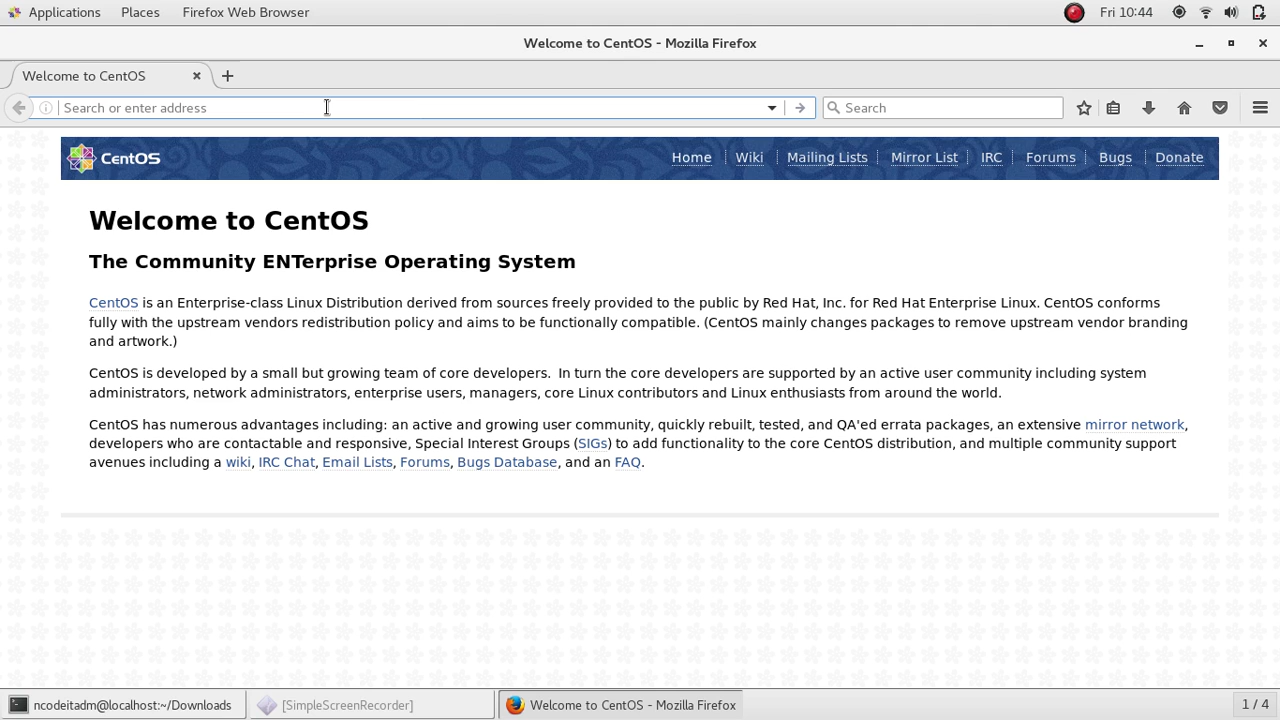 Applications Places Firefox Web Browser Fri 10:44
Welcome to CentOS - Mozilla Firefox
Welcome to CentOS
Search or enter address Search
CentOS Home Wiki Mailing Lists Mirror List IRC Forums Bugs Donate
Welcome to CentOS
The Community ENTerprise Operating System
CentOS is an Enterprise-class Linux Distribution derived from sources freely provided to the public by Red Hat, Inc. for Red Hat Enterprise Linux. CentOS conforms
fully with the upstream vendors redistribution policy and aims to be functionally compatible. (CentOS mainly changes packages to remove upstream vendor branding
and artwork.)
CentOS is developed by a small but growing team of core developers.  In turn the core developers are supported by an active user community including system
administrators, network administrators, enterprise users, managers, core Linux contributors and Linux enthusiasts from around the world.
CentOS has numerous advantages including: an active and growing user community, quickly rebuilt, tested, and QA'ed errata packages, an extensive mirror network,
developers who are contactable and responsive, Special Interest Groups (SIGs) to add functionality to the core CentOS distribution, and multiple community support
avenues including a wiki, IRC Chat, Email Lists, Forums, Bugs Database, and an FAQ.
ncodeitadm@localhost:~/Downloads [SimpleScreenRecorder] Welcome to CentOS - Mozilla Firefox 1 / 4